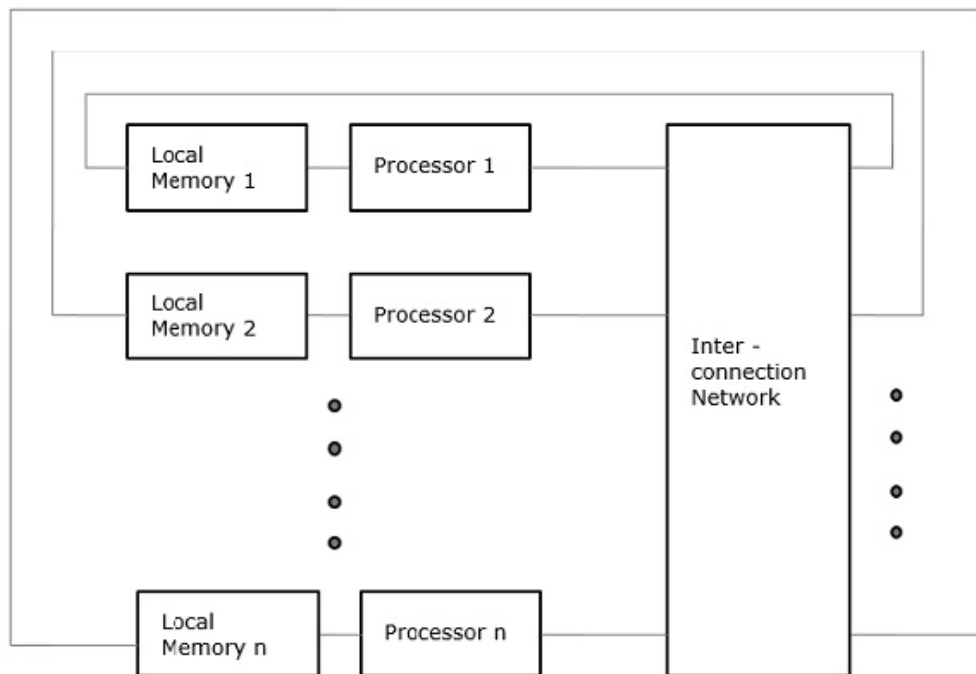 Local
Memory 1
Processor 1
Local
Memory 2
Processor 2
Inter -
connection
Network
Local
Memory n
Processor n